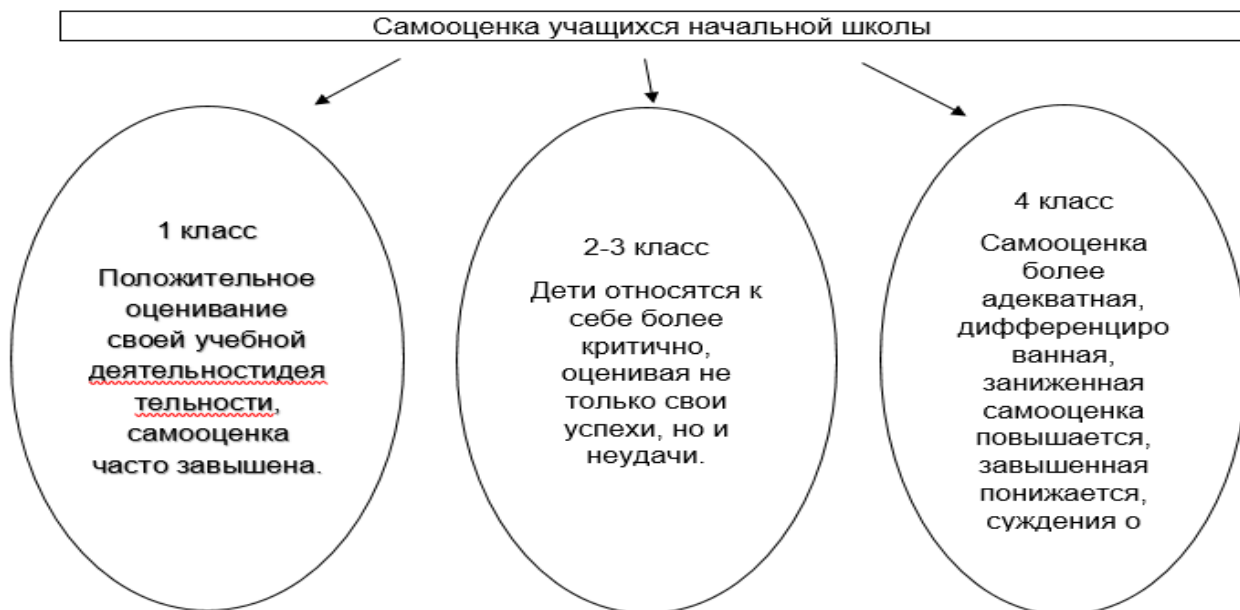 Самооценка учащихся начальной школы
1 класс
Положительное
оценивание
своей учебной
деятельностидея
тельности,
самооценка
часто завышена.
2-3 класс
Дети относятся к
себе более
критично,
оценивая не
только свои
успехи, но и
неудачи.
4 класс
Самооценка
более
адекватная,
дифференциро
ванная,
заниженная
самооценка
повышается,
завышенная
понижается,
суждения о